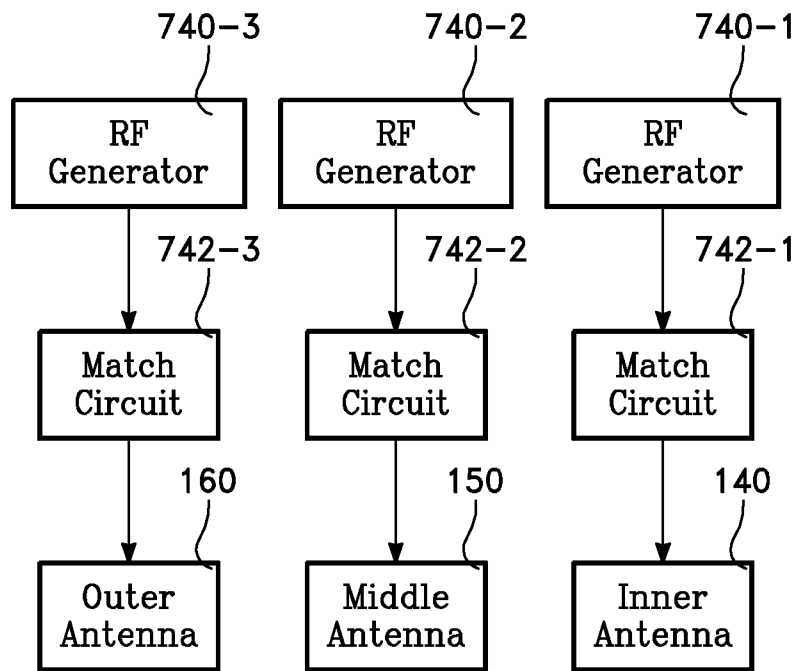 740-3 740-2 740-1
RF RF RF
Generator Generator Generator
742-3 742-2 742-1
Match Match Match
Circuit Circuit Circuit
160 150 140
Outer Middle Inner
Antenna Antenna Antenna